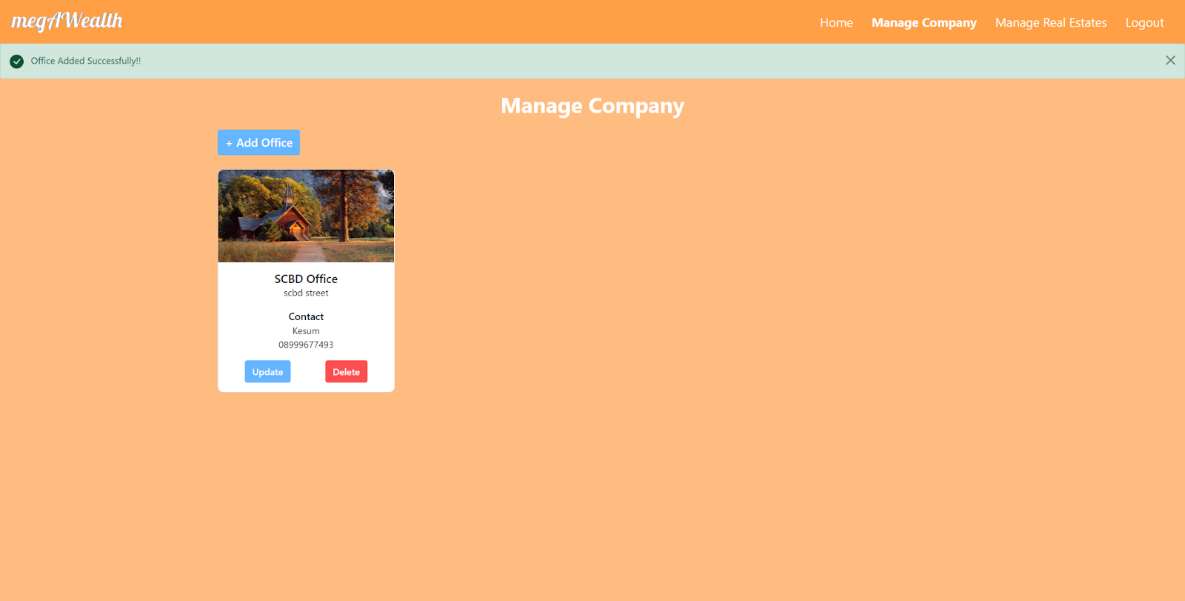 megAWealth
Home Manage Company Manage Real Estates Logout
Office Added Successfully!!
Manage Company
+ Add Office
SCBD Office
scbd street
Contact
Kesum
08999677493
Update Delete